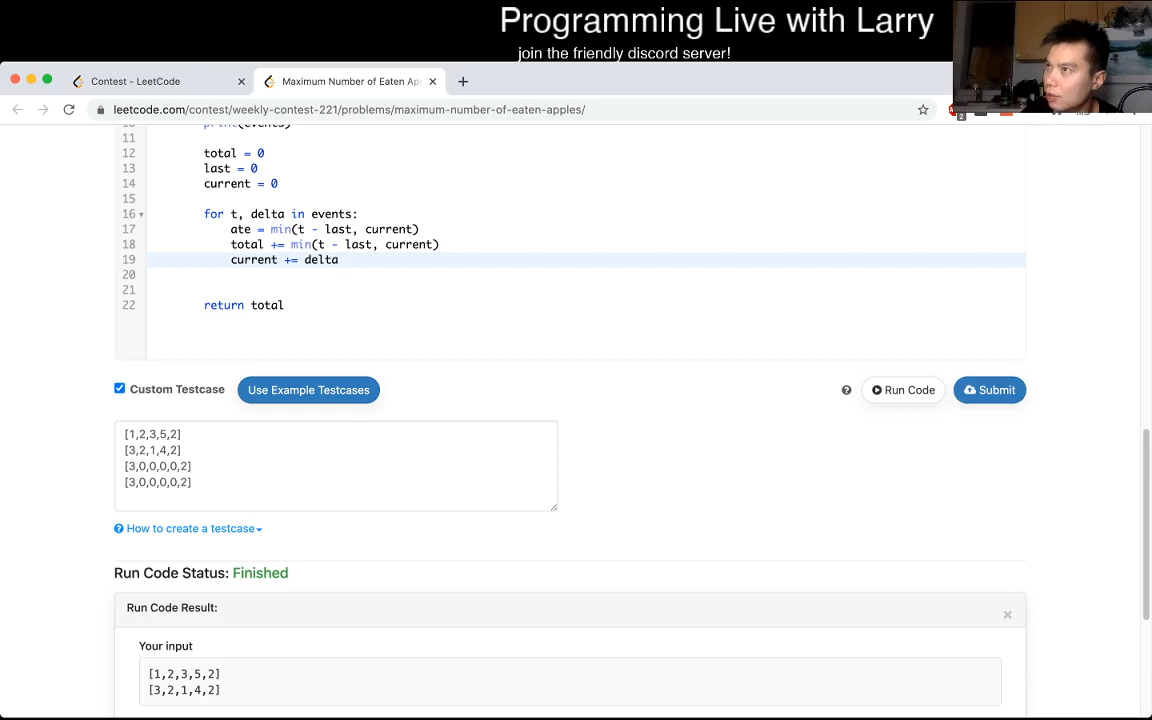 Programming Live with Larry
join the friendly discord server!
Contest - LeetCode
Maximum Number of Eaten Ap
leetcode.com/contest/weekly-contest-221/problems/maximum-number-of-eaten-apples/
2
10 print(events)
11
12 total = 0
13 last = 0
14 current = 0
15
16 for t, delta in events:
17 ate = min(t - last, current)
18 total += min(t - last, current)
19 current += delta
20
21
22 return total
Custom Testcase Use Example Testcases Run Code Submit
[1,2,3,5,2]
[3,2,1,4,2]
[3,0,0,0,0,2]
[3,0,0,0,0,2]
How to create a testcase
Run Code Status: Finished
Run Code Result:
Your input
[1,2,3,5,2]
[3,2,1,4,2]